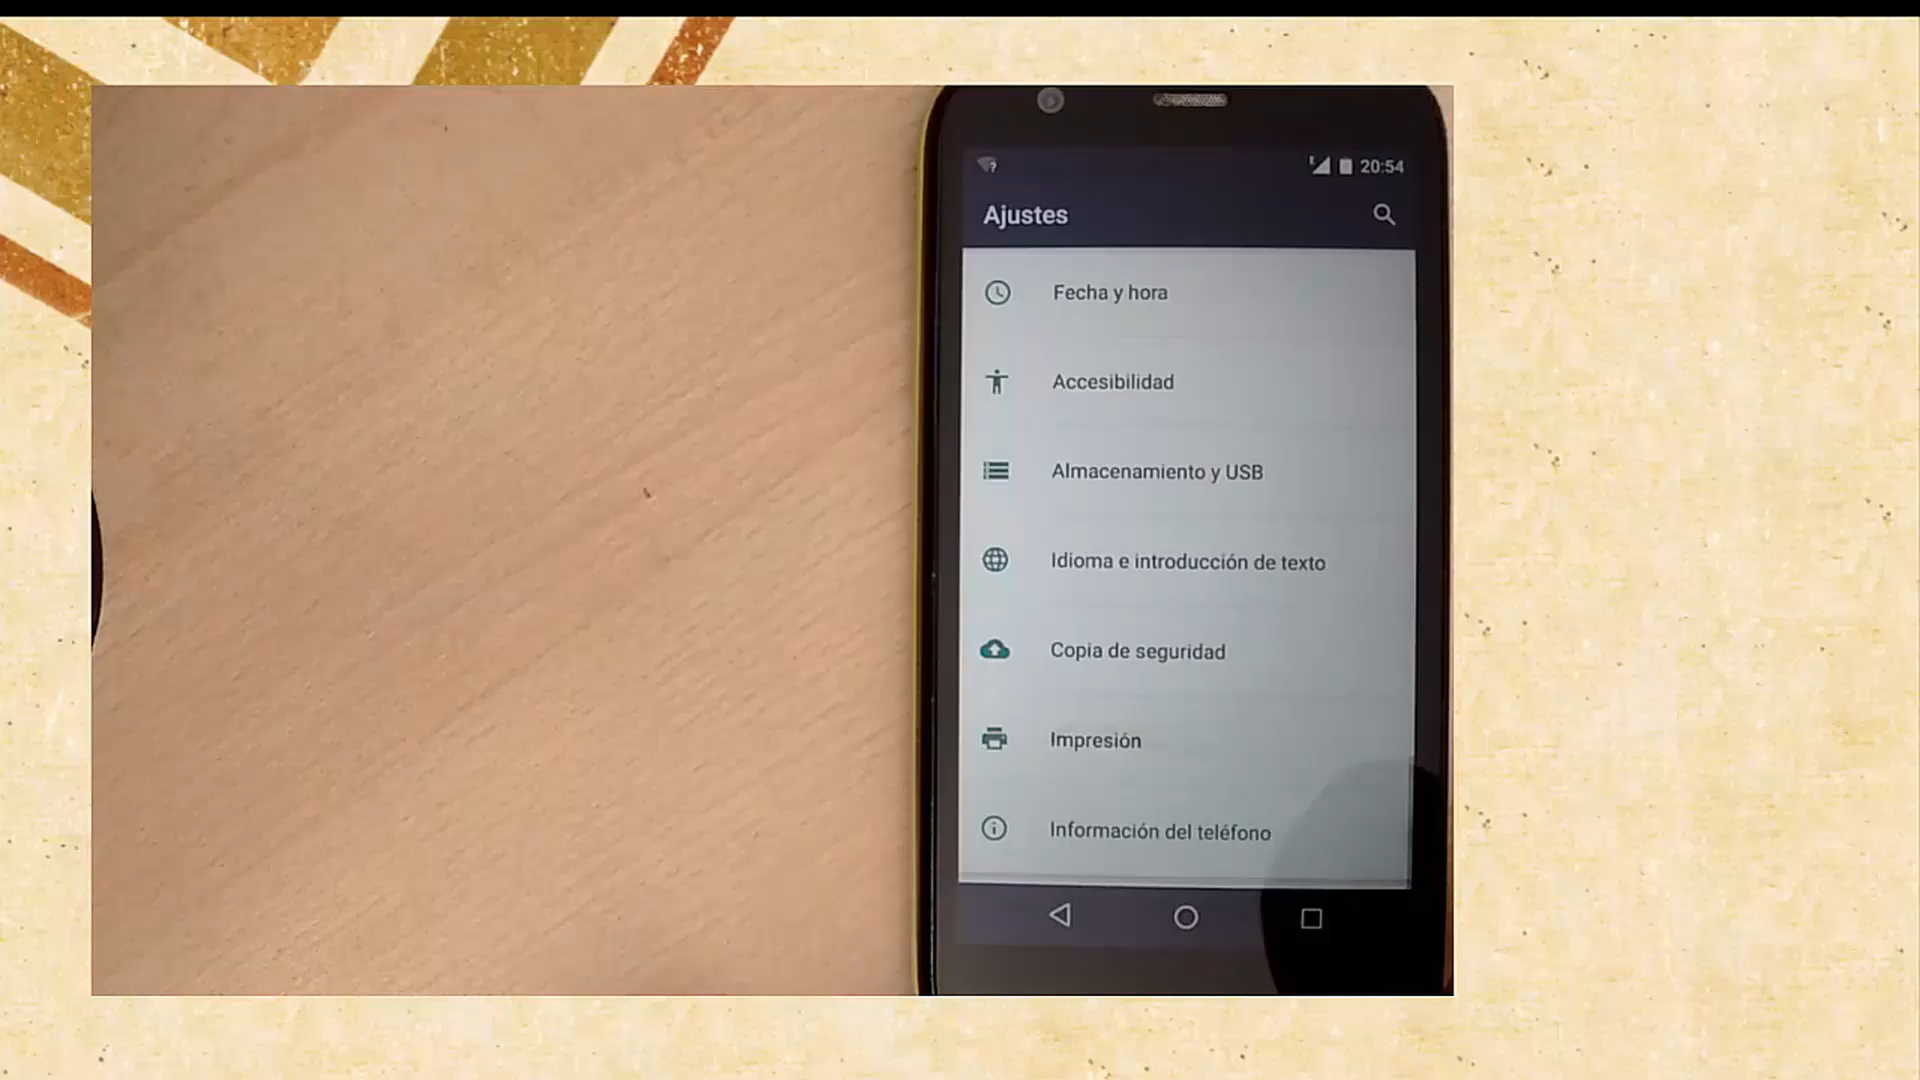 20:54
Ajustes
Fecha y hora
Accesibilidad
Almacenamiento y USB
Idioma e introducción de texto
Copia de seguridad
Impresión
Información del teléfono